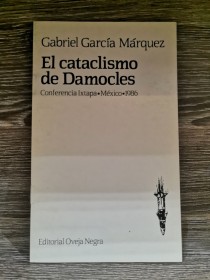 Gabriel García Márquez
El cataclismo
de Damocles
Conferencia Ixtapa•México•1986
Editorial Oveja Negra